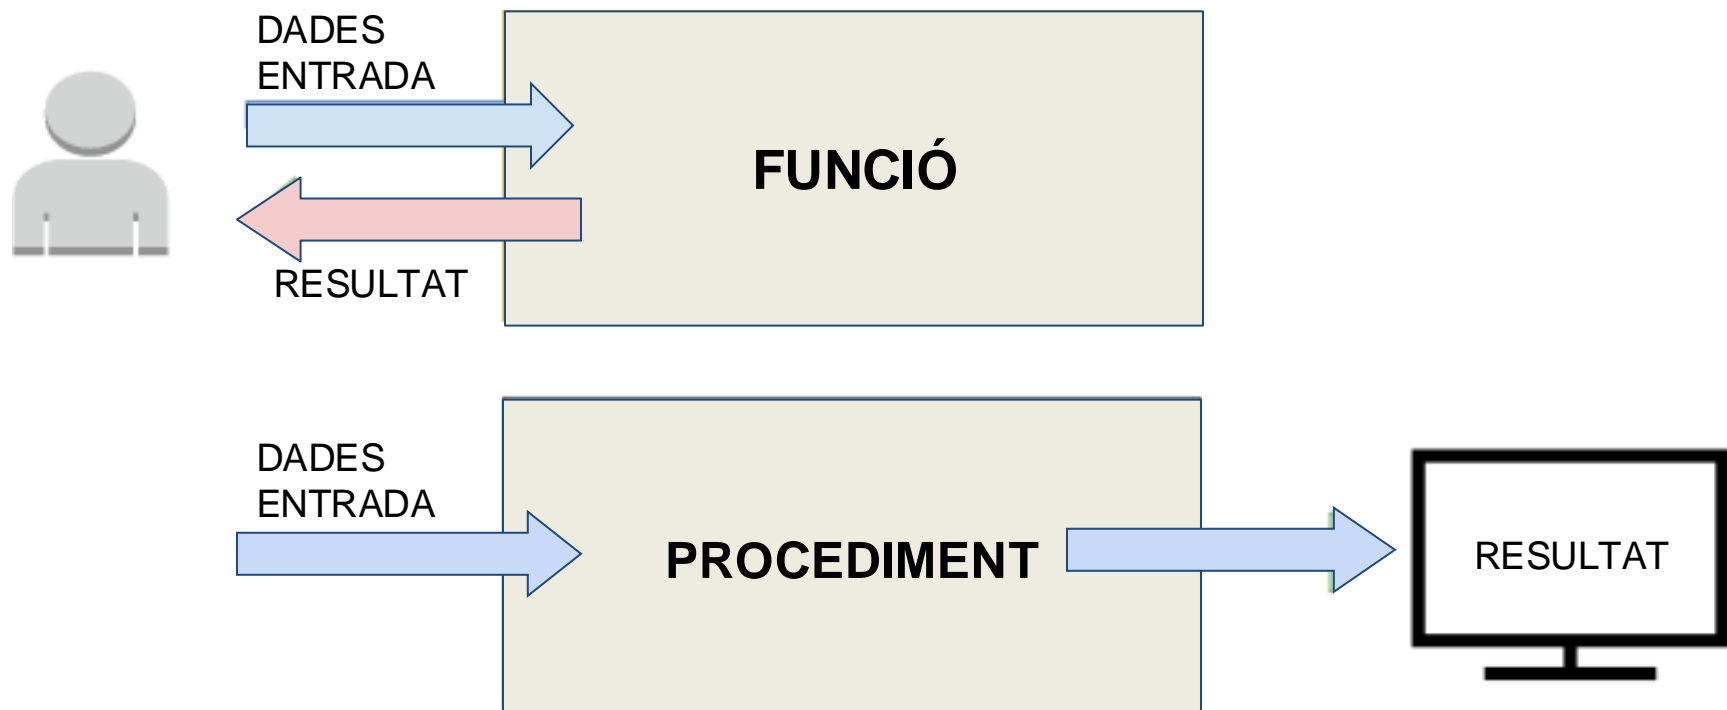 DADES
ENTRADA
FUNCIÓ
RESULTAT
DADES
ENTRADA
PROCEDIMENT
RESULTAT